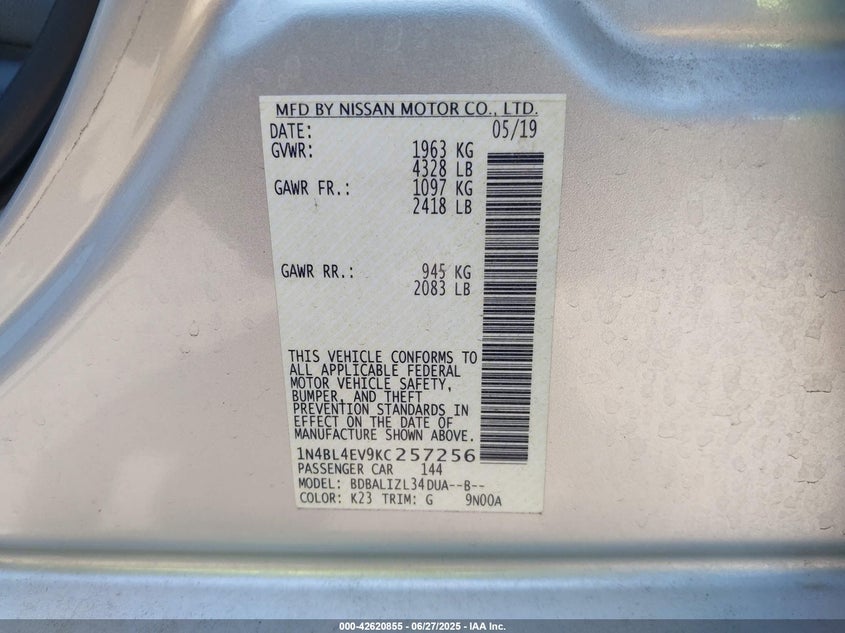 MFD BY NISSAN MOTOR CO., LTD.
DATE: 05/19
GVWR: 1963 KG
4328 LB
GAWR FR.: 1097 KG
2418 LB
GAWR RR.: 945 KG
2083 LB
THIS VEHICLE CONFORMS TO
ALL APPLICABLE FEDERAL
MOTOR VEHICLE SAFETY,
BUMPER, AND THEFT
PREVENTION STANDARDS IN
EFFECT ON THE DATE OF
MANUFACTURE SHOWN ABOVE.
1N4BL4EV9KC257256
PASSENGER CAR 144
MODEL: BDBALIZL34DUA--B--
COLOR: K23 TRIM: G 9N00A
000-42620855 - 06/27/2025 - IAA Inc.